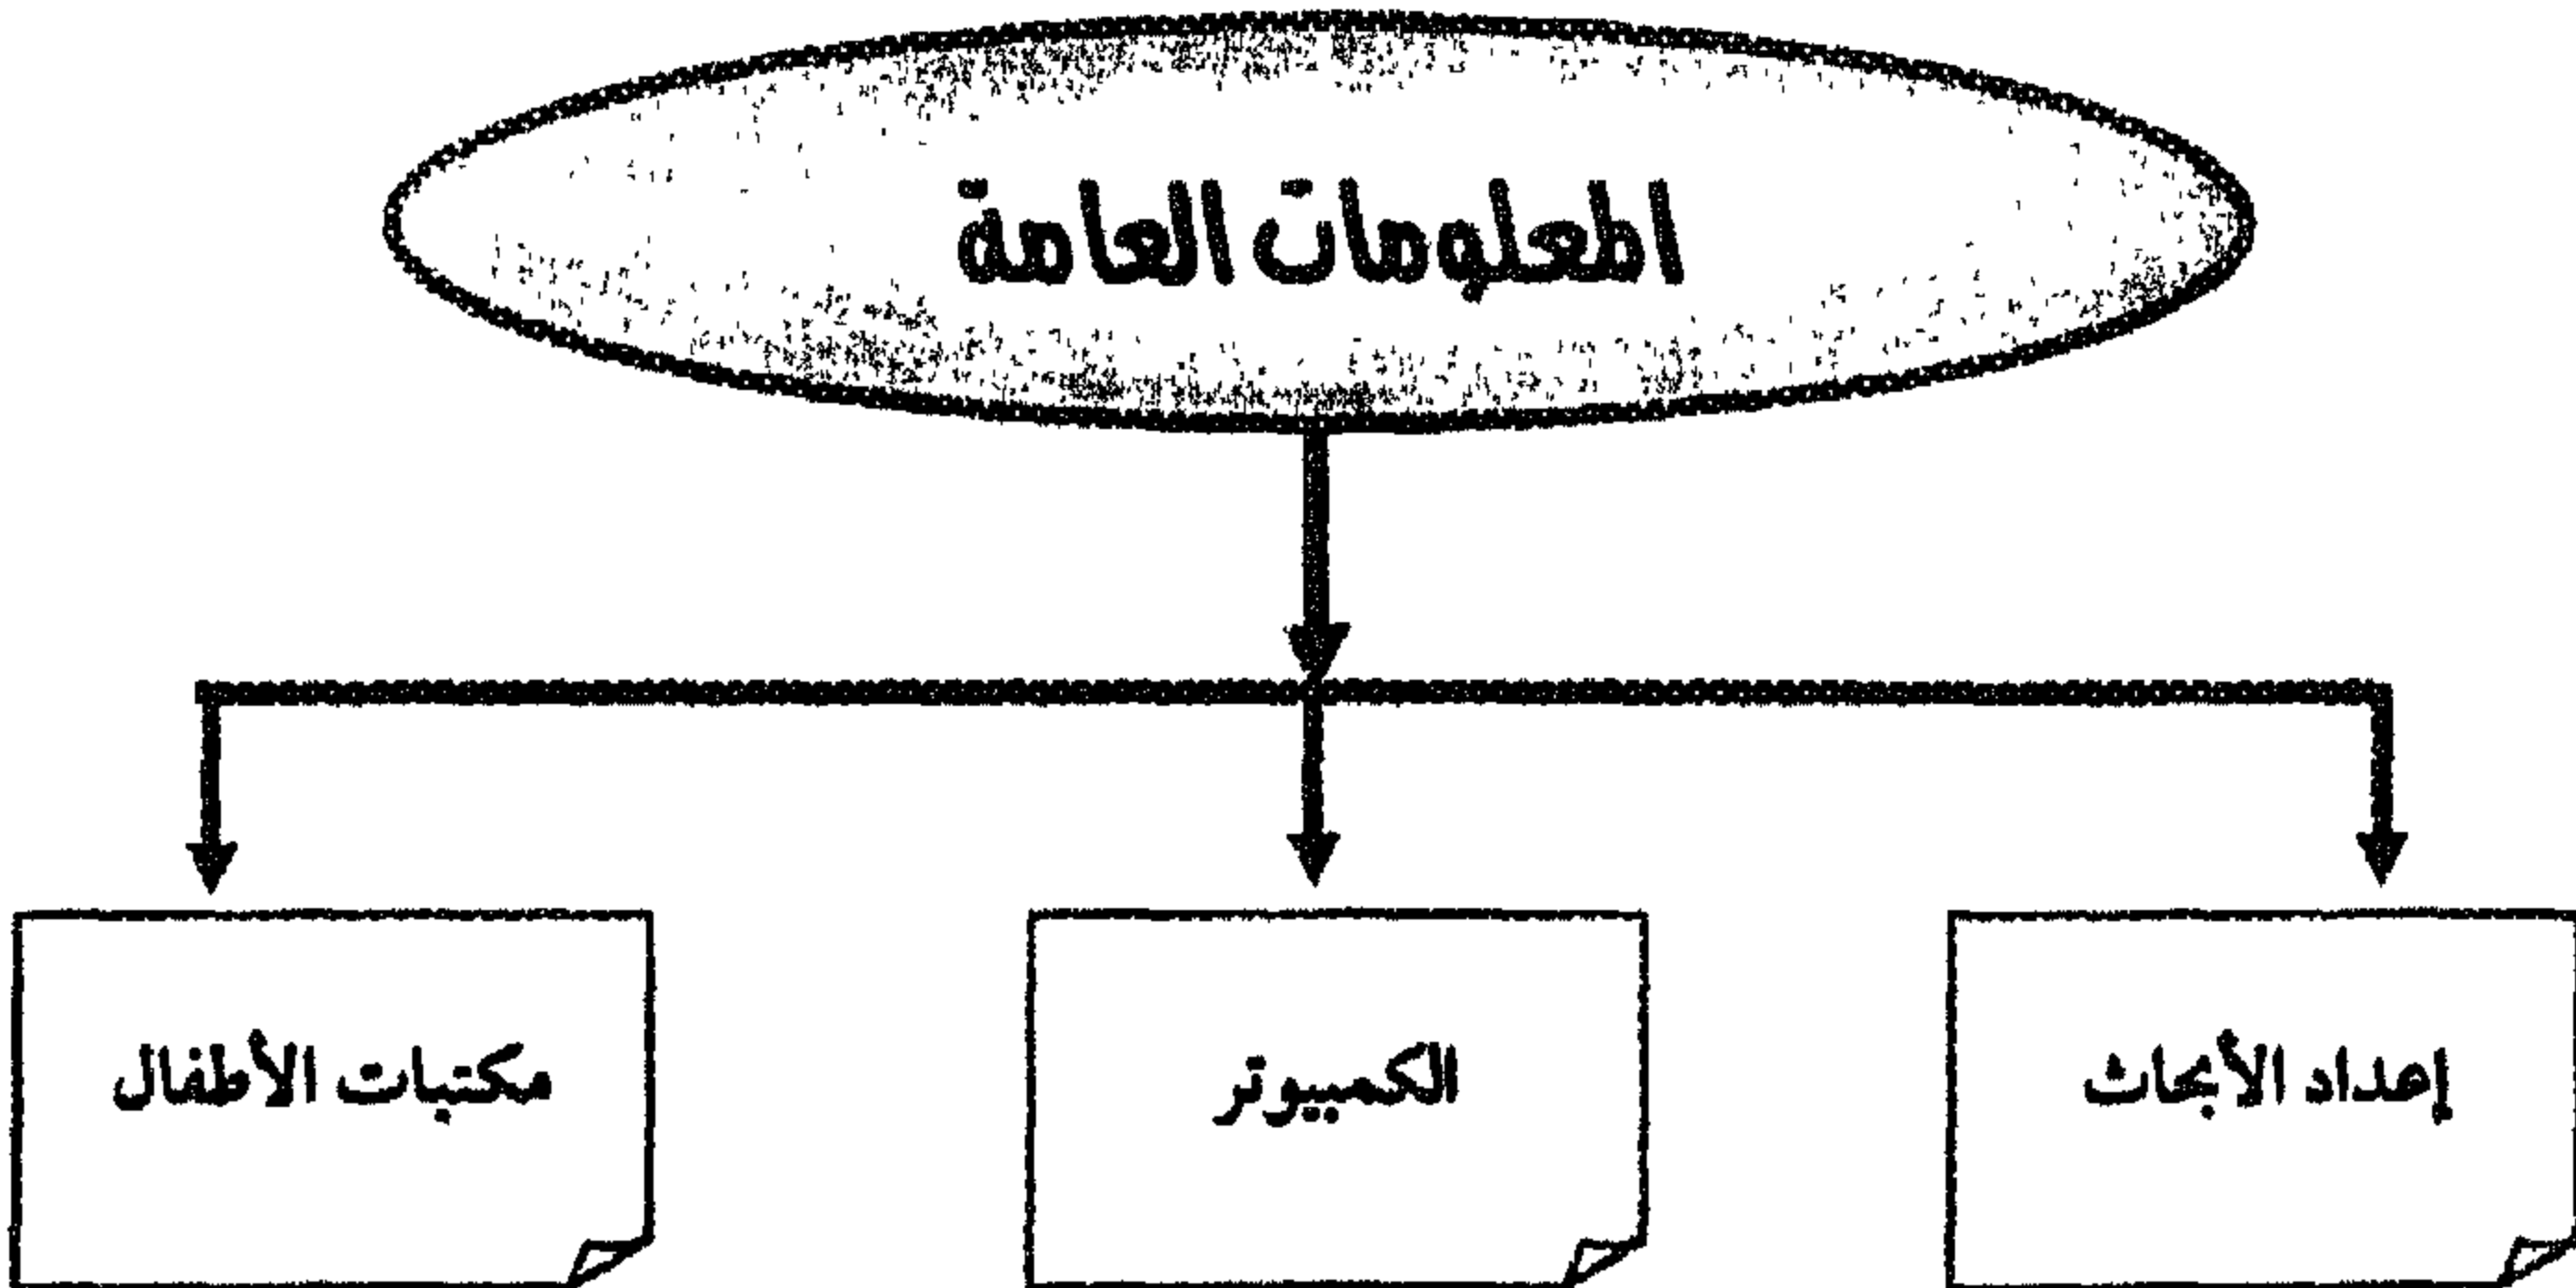 المعلومات العامة
إعداد الأبحاث
الكمبيوتر
مكتبات الأطفال